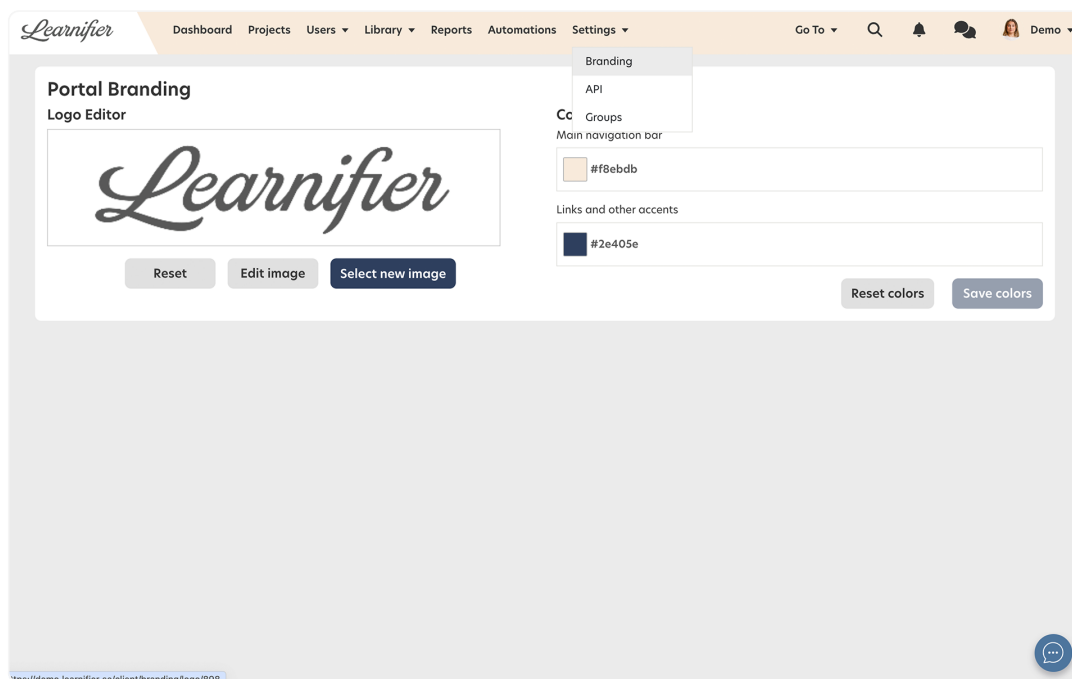 Learnifier
Dashboard Projects Users Library Reports Automations Settings Go To Demo
Branding
API
Groups
Portal Branding
Logo Editor
Co
Main navigation bar
Learnifier
#f8ebdb
Links and other accents
#2e405e
Reset Edit image Select new image
Reset colors Save colors